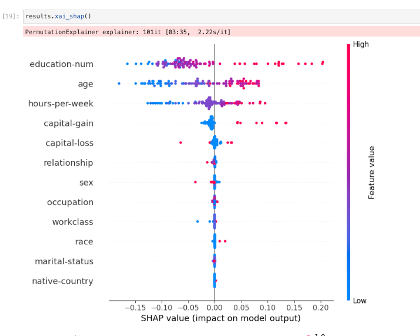 [19]: results.xai_shap()
PermutationExplainer explainer: 101it [03:35, 2.22s/it]
High
education-num
age
hours-per-week
capital-gain
capital-loss
relationship
sex
occupation
workclass
race
marital-status
native-country
Feature value
Low
−0.15 −0.10 −0.05 0.00 0.05 0.10 0.15 0.20
SHAP value (impact on model output)